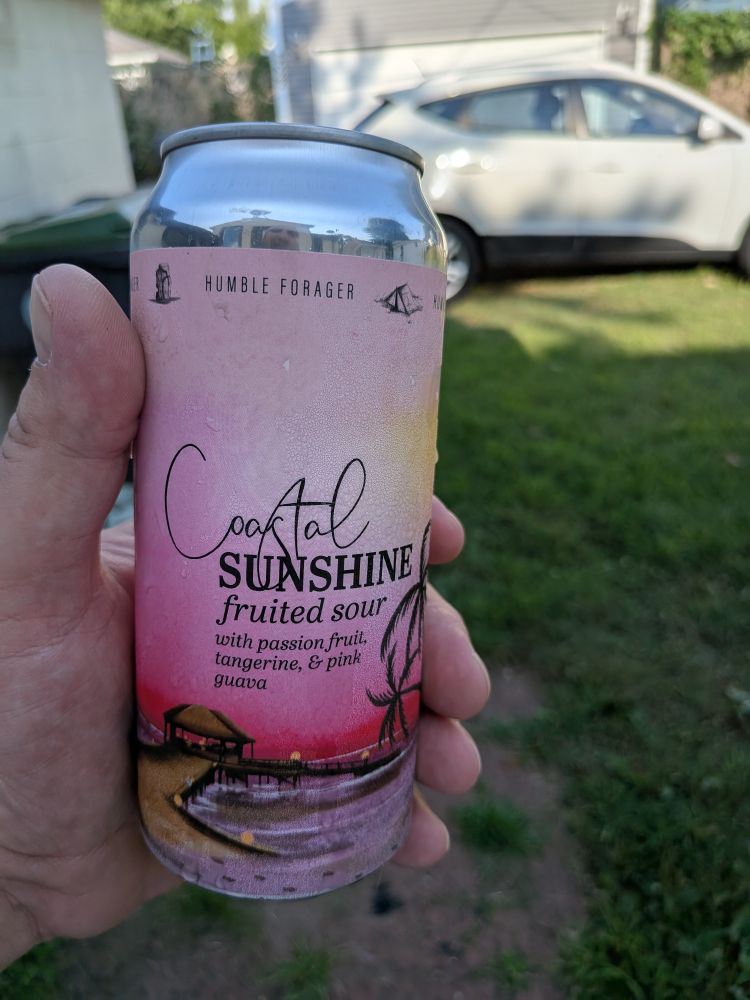 HUMBLE FORAGER
Coastal
SUNSHINE
fruited sour
with passion fruit,
tangerine, & pink
guava